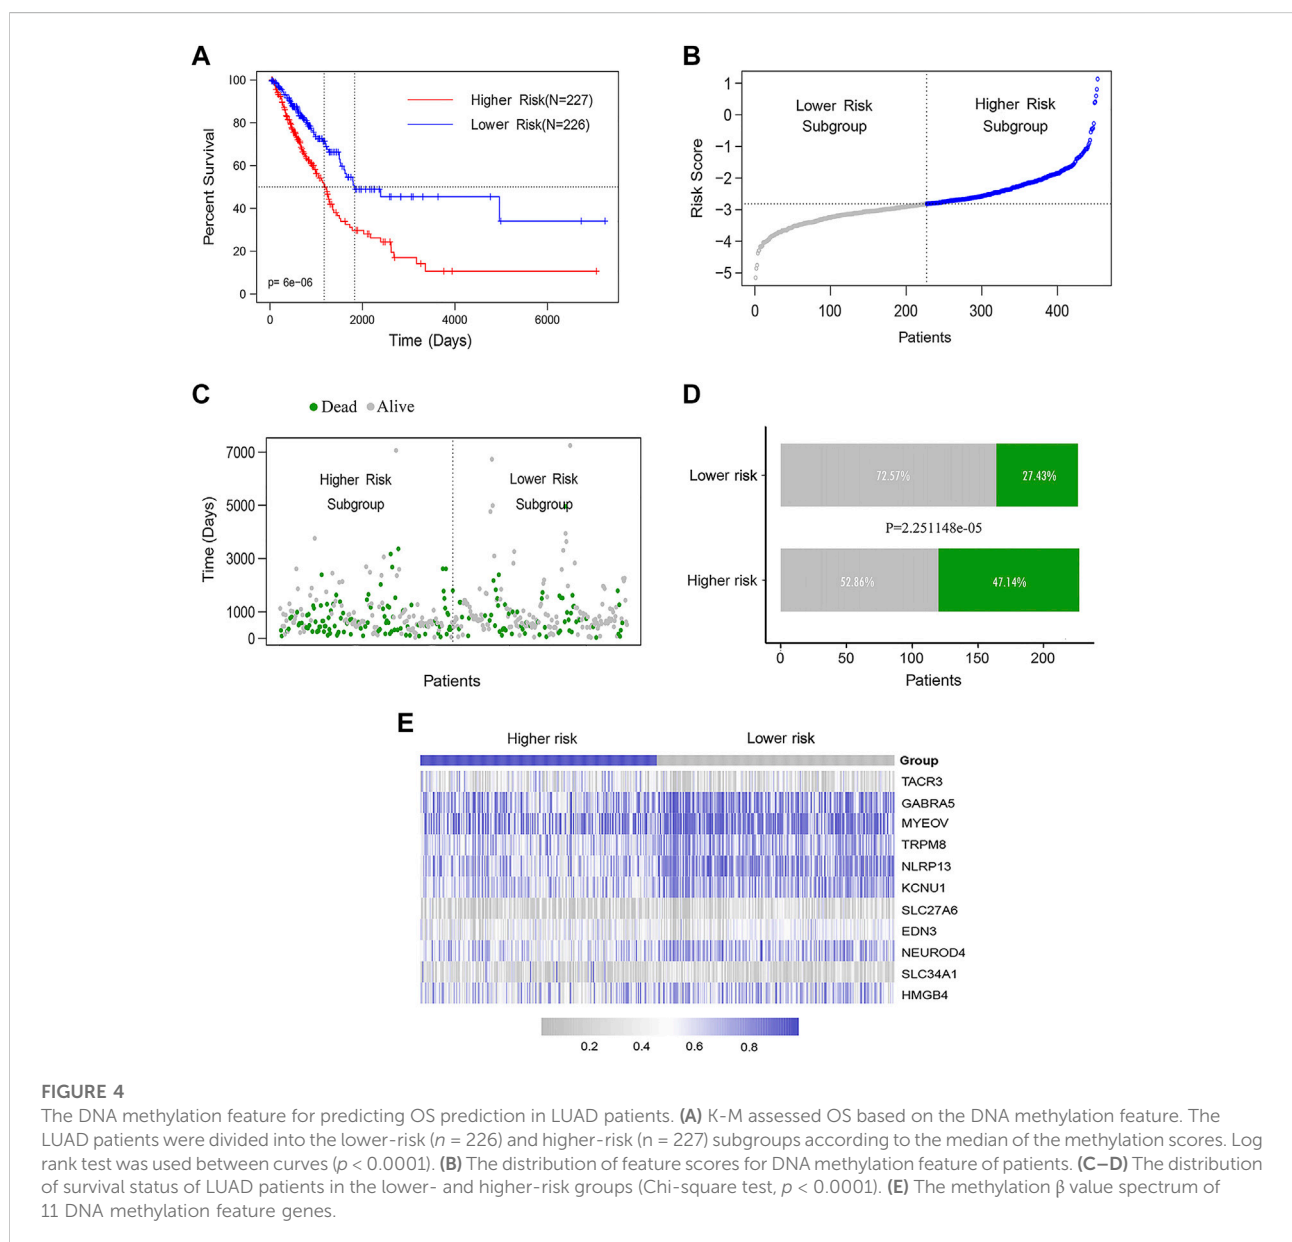 A
100
80
60
40
20
0
Percent Survival
Higher Risk(N=227)
Lower Risk(N=226)
p= 6e-06
0
2000
4000
6000
Time (Days)
B
1
0
−1
−2
−3
−4
−5
Risk Score
Lower Risk
Subgroup
Higher Risk
Subgroup
0
100
200
300
400
Patients
C
Dead
Alive
7000
5000
3000
1000
0
Time (Days)
Higher Risk
Subgroup
Lower Risk
Subgroup
Patients
D
Lower risk
72.57%
27.43%
P=2.251148e-05
Higher risk
52.86%
47.14%
0
50
100
150
200
Patients
E
Higher risk
Lower risk
Group
TACR3
GABRA5
MYEOV
TRPM8
NLRP13
KCNU1
SLC27A6
EDN3
NEUROD4
SLC34A1
HMGB4
0.2
0.4
0.6
0.8
FIGURE 4
The DNA methylation feature for predicting OS prediction in LUAD patients. (A) K-M assessed OS based on the DNA methylation feature. The
LUAD patients were divided into the lower-risk (n = 226) and higher-risk (n = 227) subgroups according to the median of the methylation scores. Log
rank test was used between curves (p < 0.0001). (B) The distribution of feature scores for DNA methylation feature of patients. (C–D) The distribution
of survival status of LUAD patients in the lower- and higher-risk groups (Chi-square test, p < 0.0001). (E) The methylation β value spectrum of
11 DNA methylation feature genes.